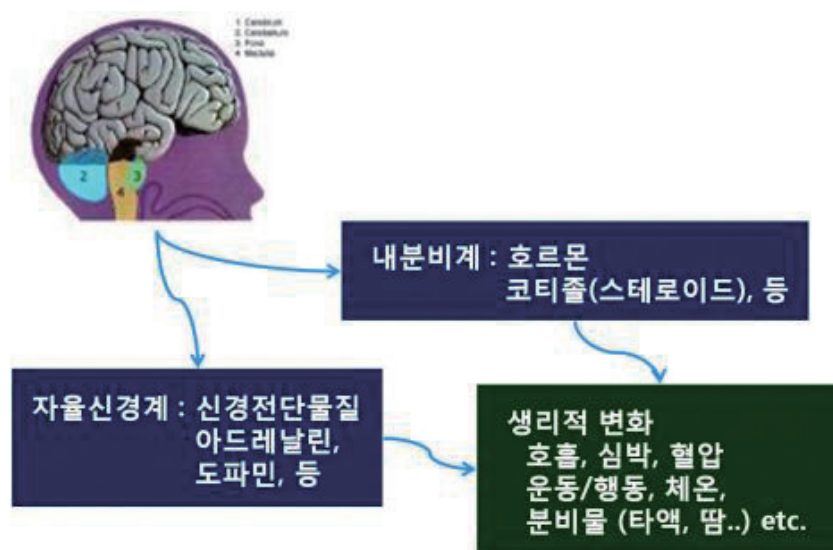 1 Cerebrum
2 Cerebellum
3 Pons
4 Medulla
2
3
4
내분비계 : 호르몬
코티졸(스테로이드), 등
자율신경계 : 신경전단물질
아드레날린,
도파민, 등
생리적 변화
호흡, 심박, 혈압
운동/행동, 체온,
분비물 (타액, 땀..) etc.